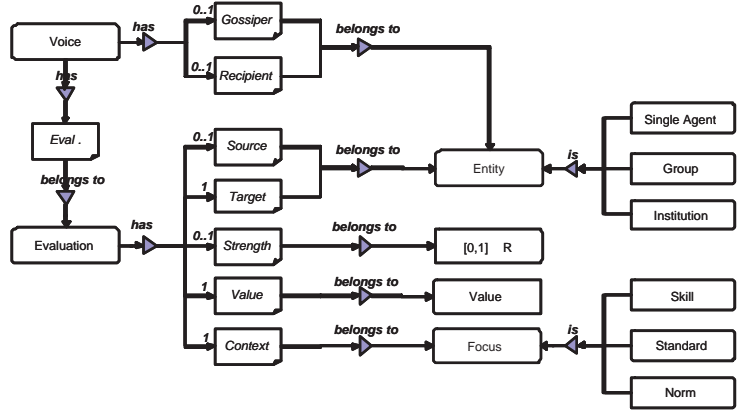 0..1 Gossiper
has
belongs to
Voice
0..1 Recipient
has
Eval .
0..1 Source
belongs to
Single Agent
is
Entity
Group
belongs to
1 Target
Institution
has
belongs to
Evaluation
0..1 Strength
[0,1] R
belongs to
1 Value
Value
Skill
belongs to
is
1 Context
Focus
Standard
Norm